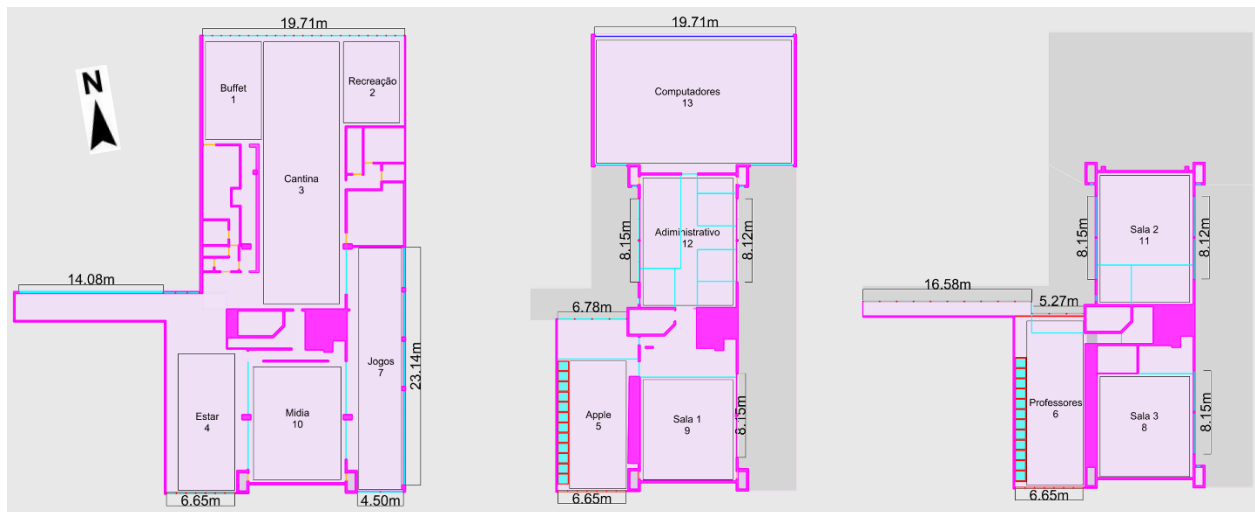 19.71m
N
Buffet
1
Recreação
2
Cantina
3
14.08m
Jogos
7
23.14m
Estar
4
Midia
10
6.65m
4.50m
19.71m
Computadores
13
8.15m
Adiministrativo
12
8.12m
6.78m
Apple
5
Sala 1
9
8.15m
6.65m
Sala 2
11
8.15m
8.12m
16.58m
5.27m
Professores
6
Sala 3
8
8.15m
6.65m